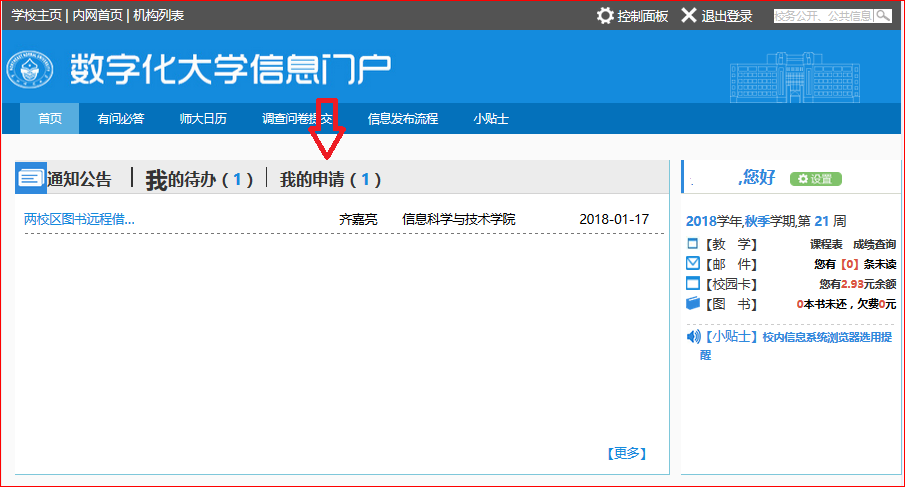 学校主页 | 内网首页 | 机构列表
控制面板 退出登录 校务公开、公共信息
数字化大学信息门户
首页 有问必答 师大日历 调查问卷提交 信息发布流程 小贴士
通知公告 我的待办（1） 我的申请（1）
两校区图书远程借... 齐嘉亮 信息科学与技术学院 2018-01-17
【更多】
,您好 设置
2018学年,秋季学期,第 21 周
【教 学】 课程表 成绩查询
【邮 件】 您有【0】条未读
【校园卡】 您有2.93元余额
【图 书】 0本书未还，欠费0元
【小贴士】校内信息系统浏览器选用提
醒